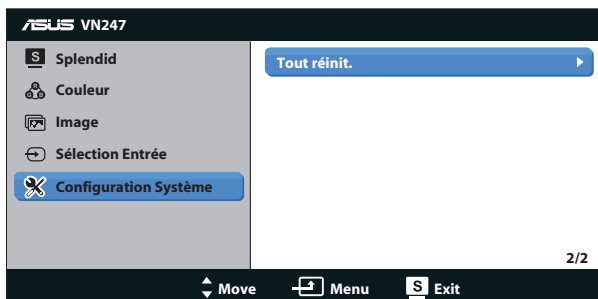 ASUS VN247
S Splendid
Couleur
Image
Sélection Entrée
Configuration Système
Tout réinit.
2/2
Move Menu S Exit